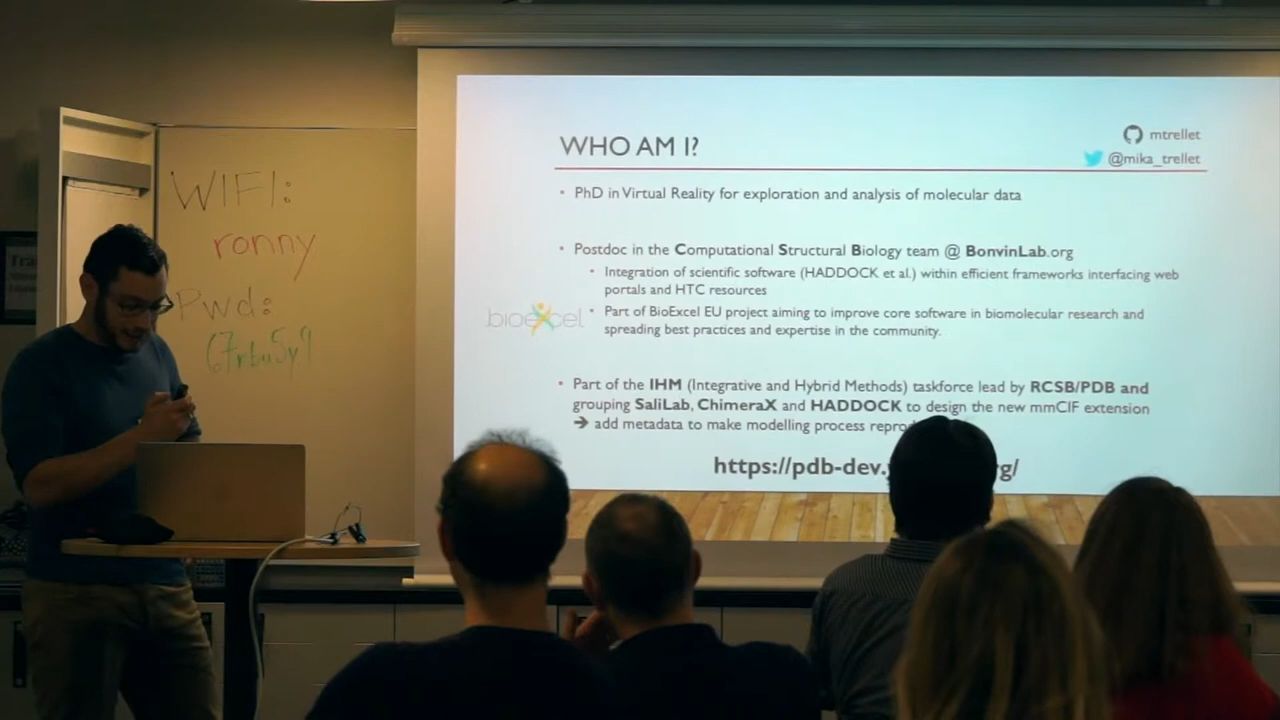 WIFI:
ronny
Pwd:
WHO AM I?
mtrellet
@mika_trellet
• PhD in Virtual Reality for exploration and analysis of molecular data
• Postdoc in the Computational Structural Biology team @ BonvinLab.org
• Integration of scientific software (HADDOCK et al.) within efficient frameworks interfacing web
portals and HTC resources
bioexcel
• Part of BioExcel EU project aiming to improve core software in biomolecular research and
spreading best practices and expertise in the community.
• Part of the IHM (Integrative and Hybrid Methods) taskforce lead by RCSB/PDB and
grouping SaliLab, ChimeraX and HADDOCK to design the new mmCIF extension
➔ add metadata to make modelling process
https://pdb-dev.